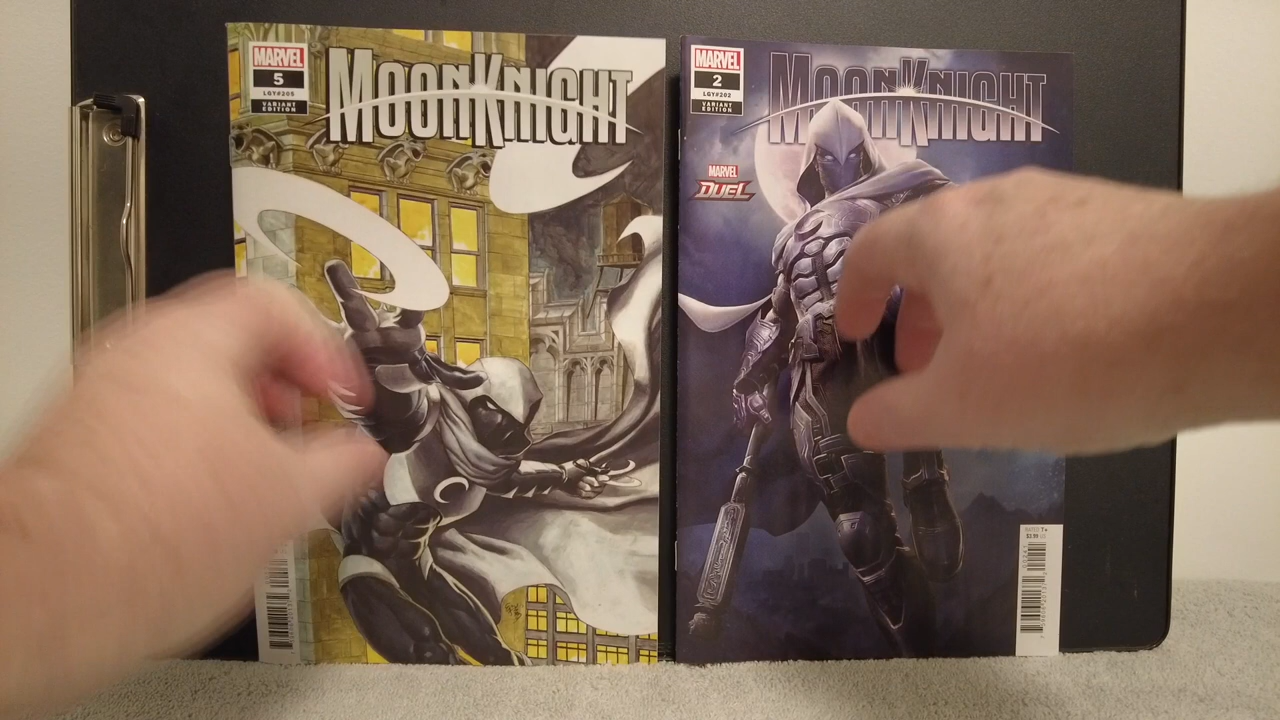 MARVEL
5
LGY#205
VARIANT
EDITION
MOONKNIGHT
MARVEL
2
LGY#202
VARIANT
EDITION
MOONKNIGHT
MARVEL
DUEL
RATED T+
$3.99 US